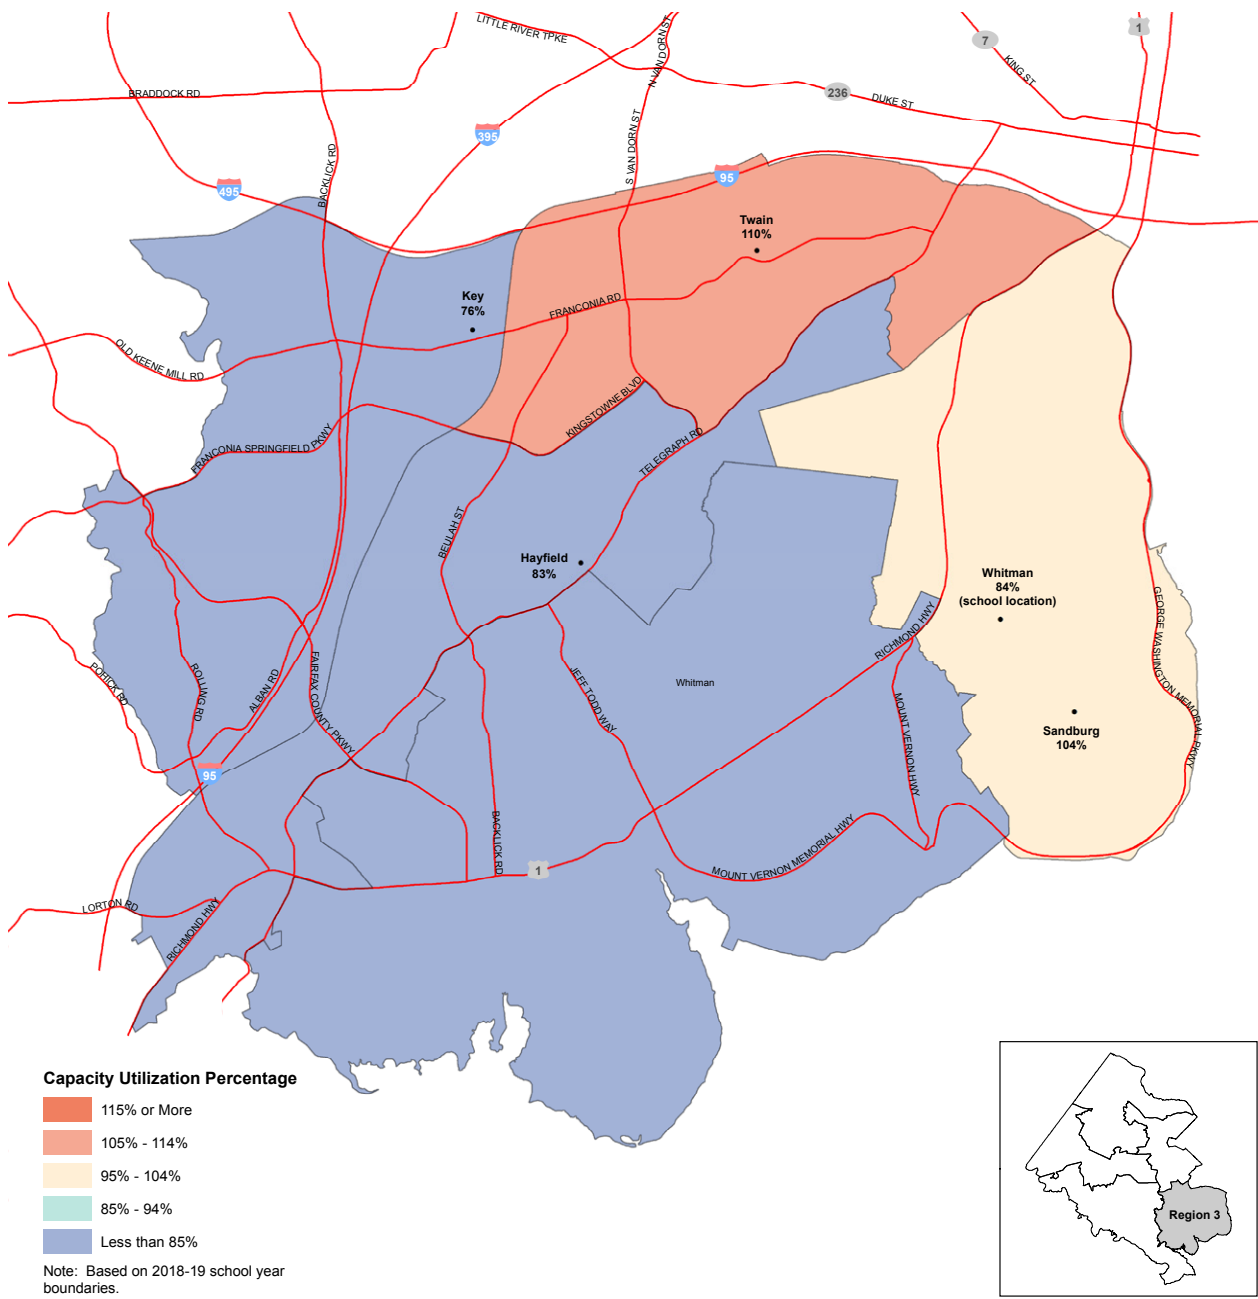 LITTLE RIVER TPKE
N VAN DORN ST
7
1
KING ST
BRADDOCK RD
236
DUKE ST
395
BACKLICK RD
S VAN DORN ST
495
95
Twain
110%
Key
76%
FRANCONIA RD
OLD KEENE MILL RD
KINGSTOWNE BLVD
FRANCONIA SPRINGFIELD PKWY
TELEGRAPH RD
BEULAH ST
Hayfield
83%
Whitman
84%
(school location)
GEORGE WASHINGTON MEMORIAL PKWY
RICHMOND HWY
POHICK RD
ROLLING RD
ALBAN RD
FAIRFAX COUNTY PKWY
JEFF TODD WAY
Whitman
MOUNT VERNON HWY
Sandburg
104%
95
BACKLICK RD
1
MOUNT VERNON MEMORIAL HWY
LORTON RD
RICHMOND HWY
Capacity Utilization Percentage
115% or More
105% - 114%
95% - 104%
85% - 94%
Less than 85%
Note: Based on 2018-19 school year
boundaries.
Region 3